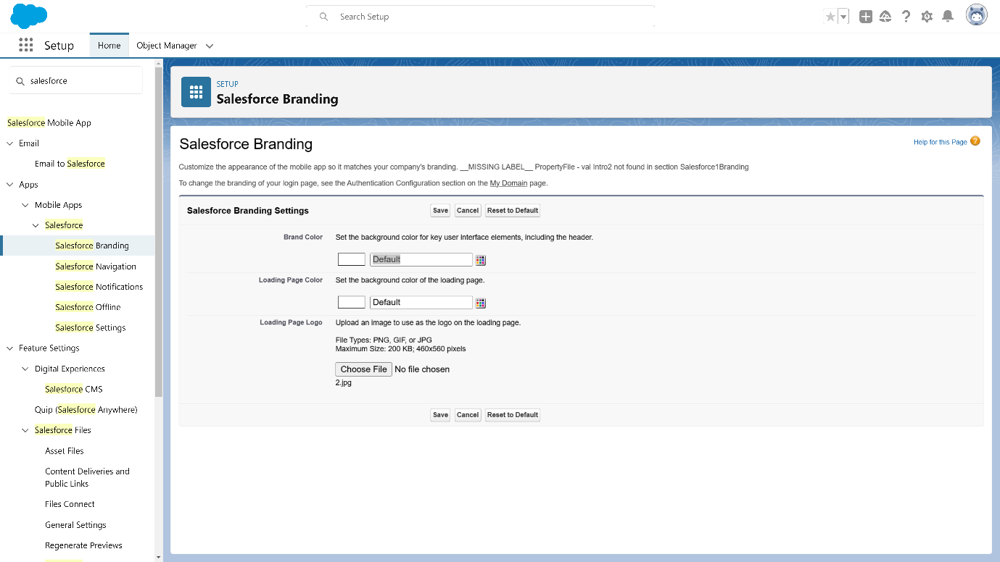 Search Setup
Setup
Home
Object Manager
salesforce
Salesforce Mobile App
Email
Email to Salesforce
Apps
Mobile Apps
Salesforce
Salesforce Branding
Salesforce Navigation
Salesforce Notifications
Salesforce Offline
Salesforce Settings
Feature Settings
Digital Experiences
Salesforce CMS
Quip (Salesforce Anywhere)
Salesforce Files
Asset Files
Content Deliveries and
Public Links
Files Connect
General Settings
Regenerate Previews
SETUP
Salesforce Branding
Salesforce Branding
Help for this Page
Customize the appearance of the mobile app so it matches your company's branding. __MISSING LABEL__ PropertyFile - val Intro2 not found in section Salesforce1Branding
To change the branding of your login page, see the Authentication Configuration section on the My Domain page.
Salesforce Branding Settings
Save
Cancel
Reset to Default
Brand Color
Set the background color for key user interface elements, including the header.
Default
Loading Page Color
Set the background color of the loading page.
Default
Loading Page Logo
Upload an image to use as the logo on the loading page.
File Types: PNG, GIF, or JPG
Maximum Size: 200 KB; 460x560 pixels
Choose File No file chosen
2.jpg
Save
Cancel
Reset to Default